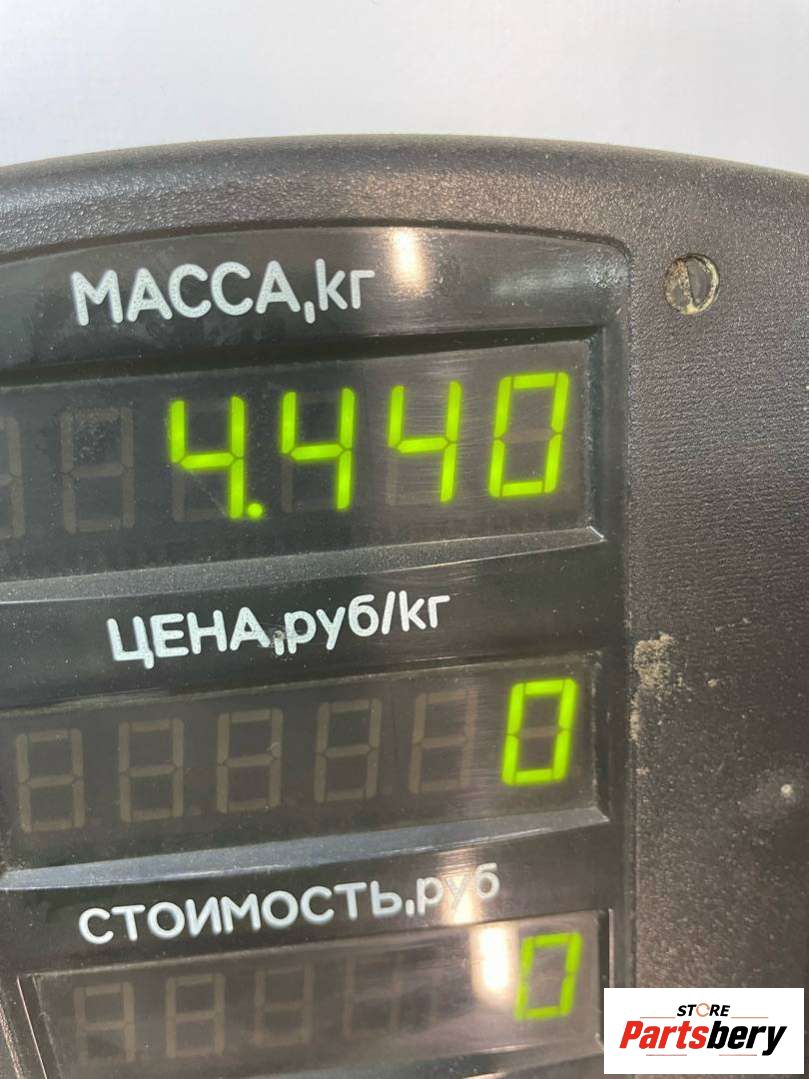 МАССА,кг
4.440
ЦЕНА,руб/кг
0
СТОИМОСТЬ,руб
0
STORE
Partsbery